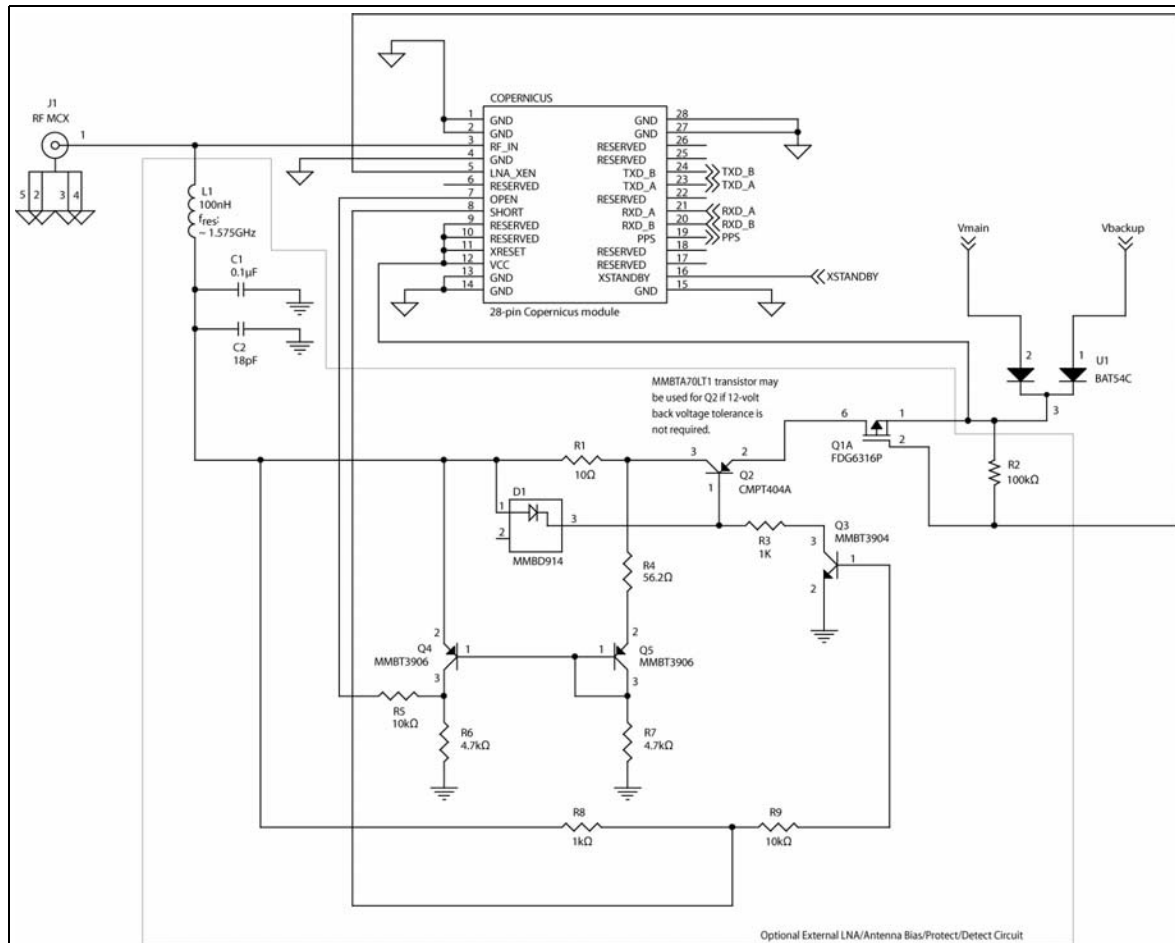 COPERNICUS
J1
RF MCX
1
5 2 3 4
1 GND
2 GND
3 RF_IN
4 GND
5 LNA_XEN
6 RESERVED
7 OPEN
8 SHORT
9 RESERVED
10 RESERVED
11 XRESET
12 VCC
13 GND
14 GND
GND 28
GND 27
RESERVED 26
RESERVED 25
TXD_B 24 TXD_B
TXD_A 23 TXD_A
RESERVED 22
RXD_A 21 RXD_A
RXD_B 20 RXD_B
PPS 19 PPS
RESERVED 18
RESERVED 17
XSTANDBY 16 XSTANDBY
GND 15
28-pin Copernicus module
L1
100nH
fres:
~ 1.575GHz
C1
0.1µF
C2
18pF
Vmain
Vbackup
2
1
U1
BAT54C
3
MMBTA70LT1 transistor may
be used for Q2 if 12-volt
back voltage tolerance is
not required.
6
1
2
Q1A
FDG6316P
R2
100kΩ
R1
10Ω
3
2
1
Q2
CMPT404A
D1
1
2
3
MMBD914
R3
1K
Q3
MMBT3904
3
1
2
R4
56.2Ω
Q4
MMBT3906
2
1
3
Q5
MMBT3906
2
1
3
R5
10kΩ
R6
4.7kΩ
R7
4.7kΩ
R8
1kΩ
R9
10kΩ
Optional External LNA/Antenna Bias/Protect/Detect Circuit